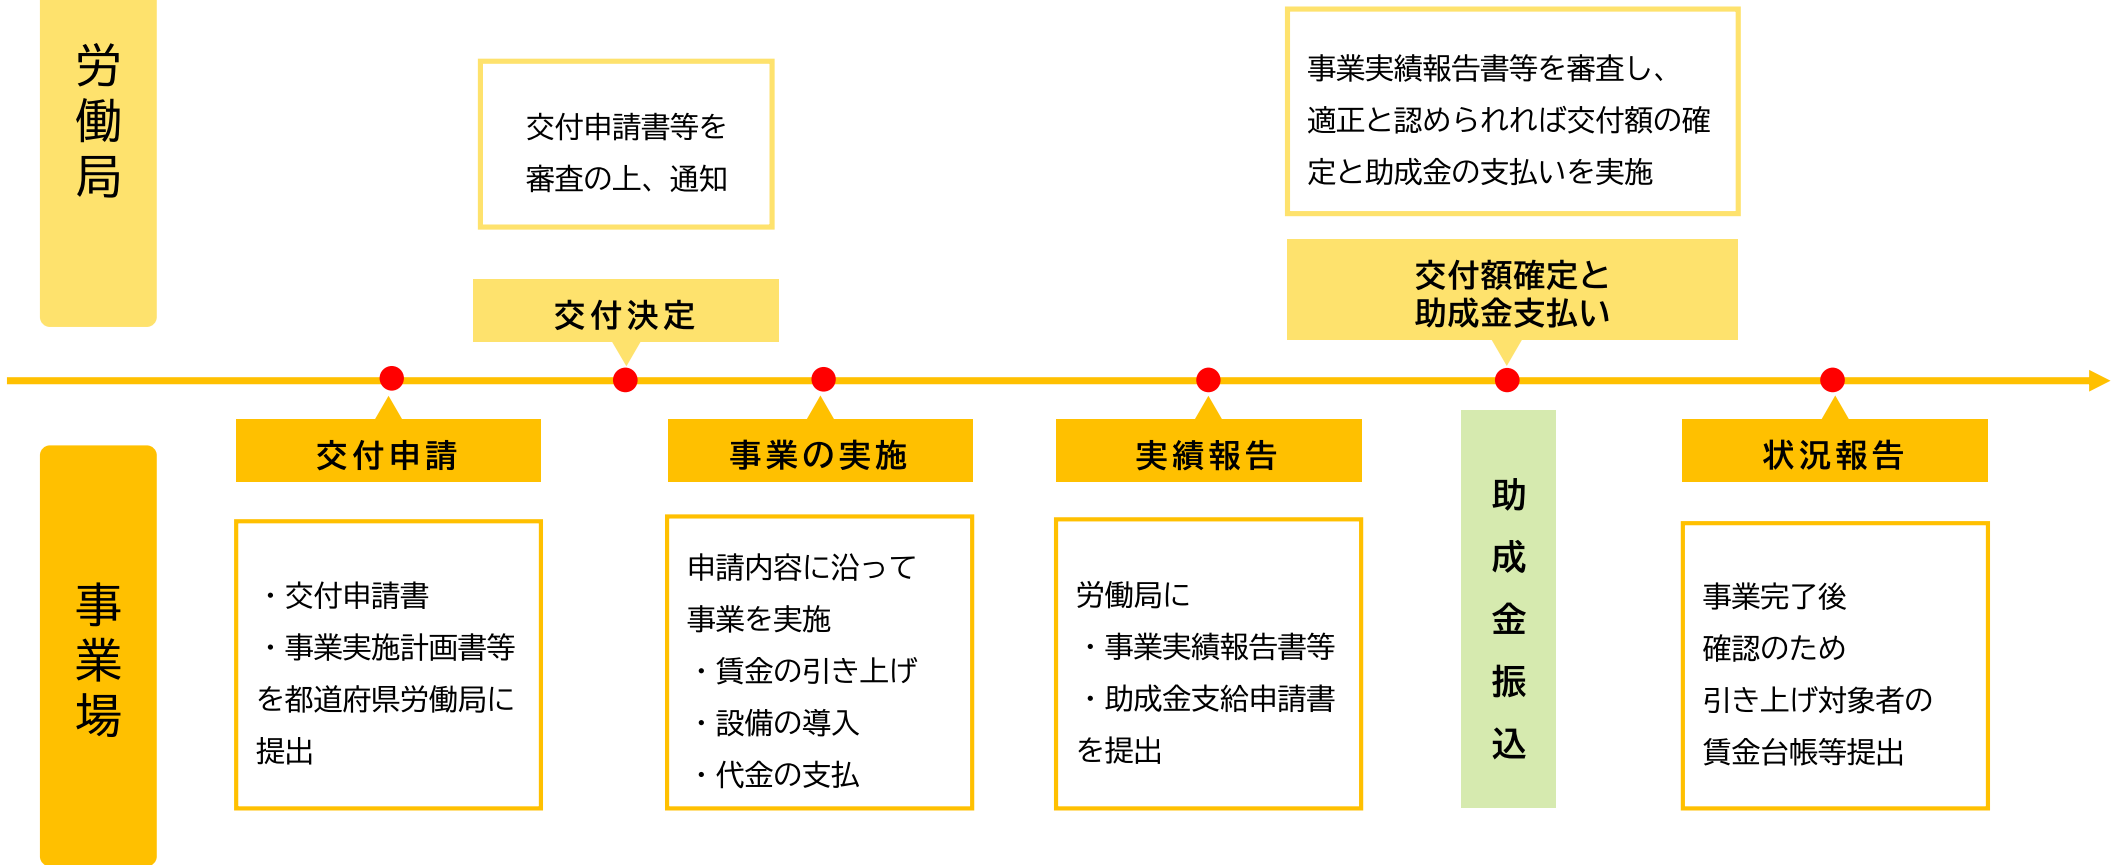 労働局
交付申請書等を
審査の上、通知
事業実績報告書等を審査し、
適正と認められれば交付額の確
定と助成金の支払いを実施
交付決定
交付額確定と
助成金支払い
事業場
交付申請
・交付申請書
・事業実施計画書等
を都道府県労働局に
提出
事業の実施
申請内容に沿って
事業を実施
・賃金の引き上げ
・設備の導入
・代金の支払
実績報告
労働局に
・事業実績報告書等
・助成金支給申請書
を提出
助成金振込
状況報告
事業完了後
確認のため
引き上げ対象者の
賃金台帳等提出